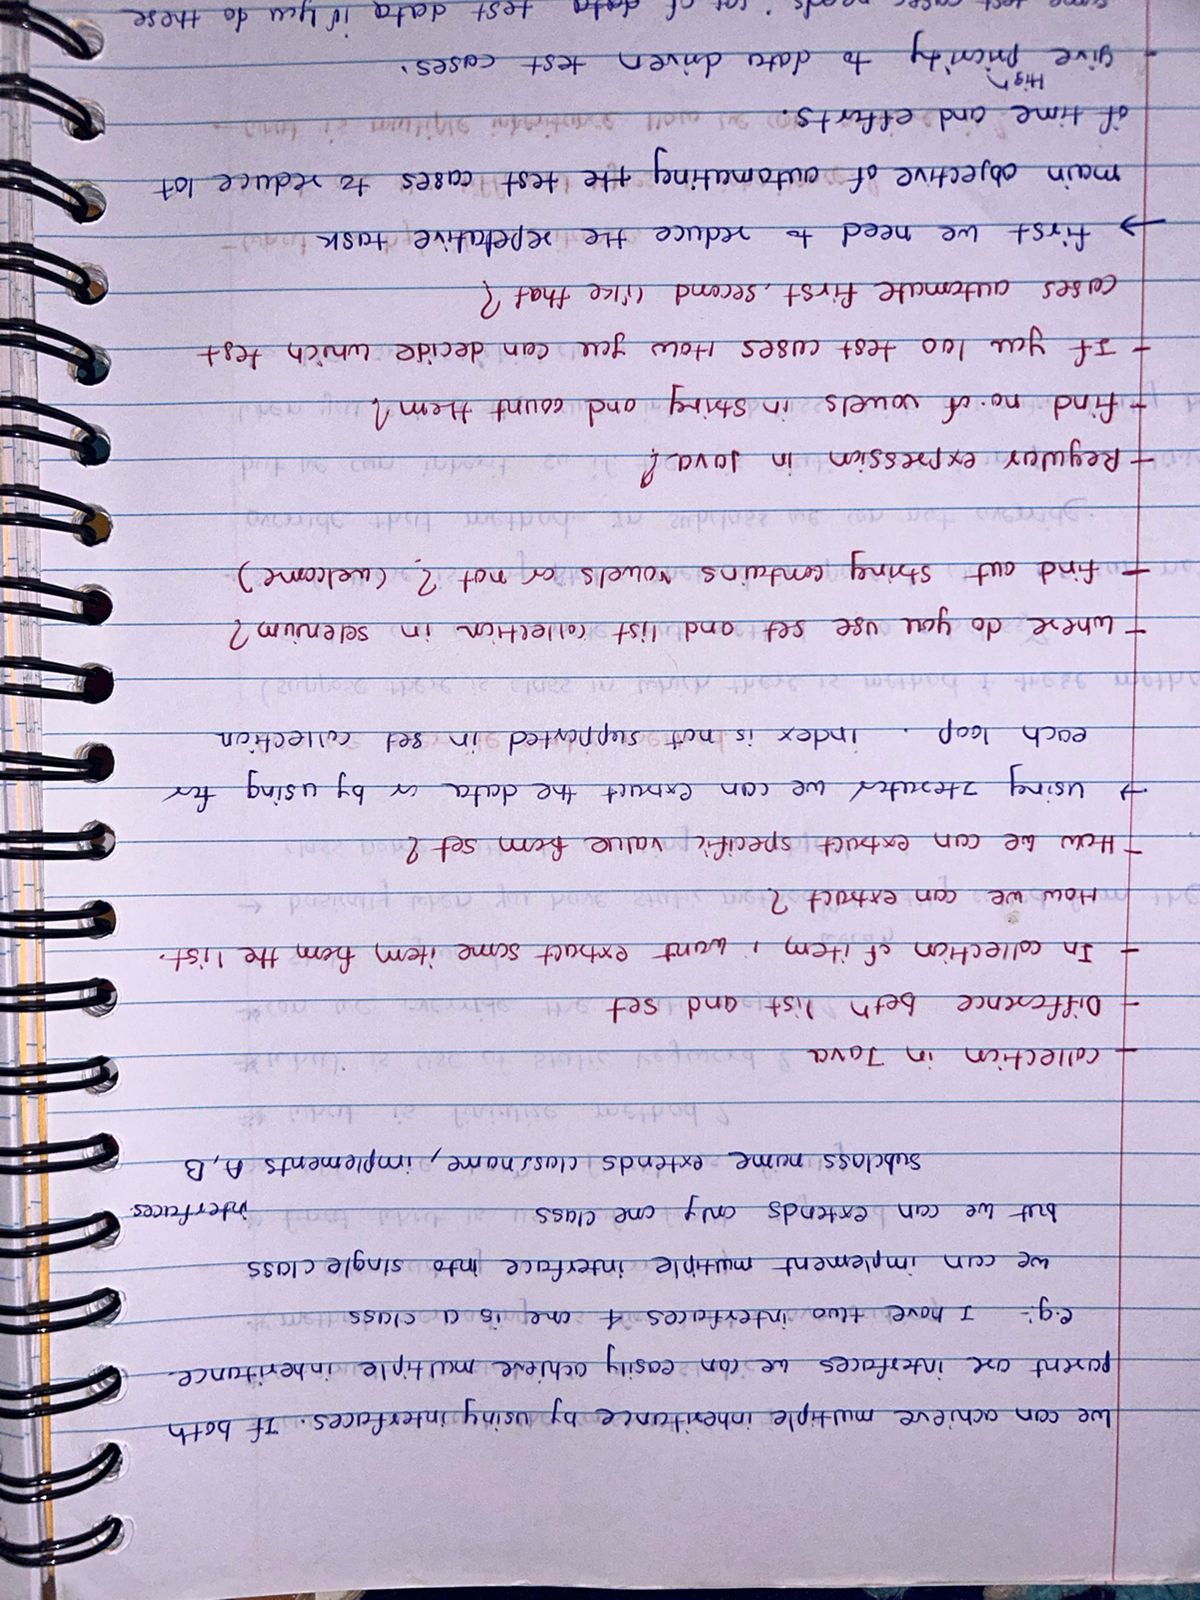 we can achieve multiple inheritance by using interfaces. If both
parent are interfaces we can easily achieve multiple inheritance.
e.g:- I have two interfaces & one is a class
we can implement multiple interface into single class
but we can extends only one class
interfaces.
subclass name extends classname, implements A, B
- collection in Java
- Difference betn list and set
- In collection of item, i want extract some item from the list.
How we can extract?
- How we can extract specific value from set?
→ using Iterator we can extract the data or by using for
each loop. index is not supported in set collection
- where do you use set and list collection in selenium?
- find out string contains vowels or not? (welcome)
- Regular expression in Java?
- find no. of vowels in string and count them?
- If you 100 test cases How you can decide which test
cases automate first, second like that?
→ first we need to reduce the repetative task
main objective of automating the test cases to reduce lot
of time and efforts.
High
- give priority to data driven test cases.
some test cases needs lot of data test data if you do these